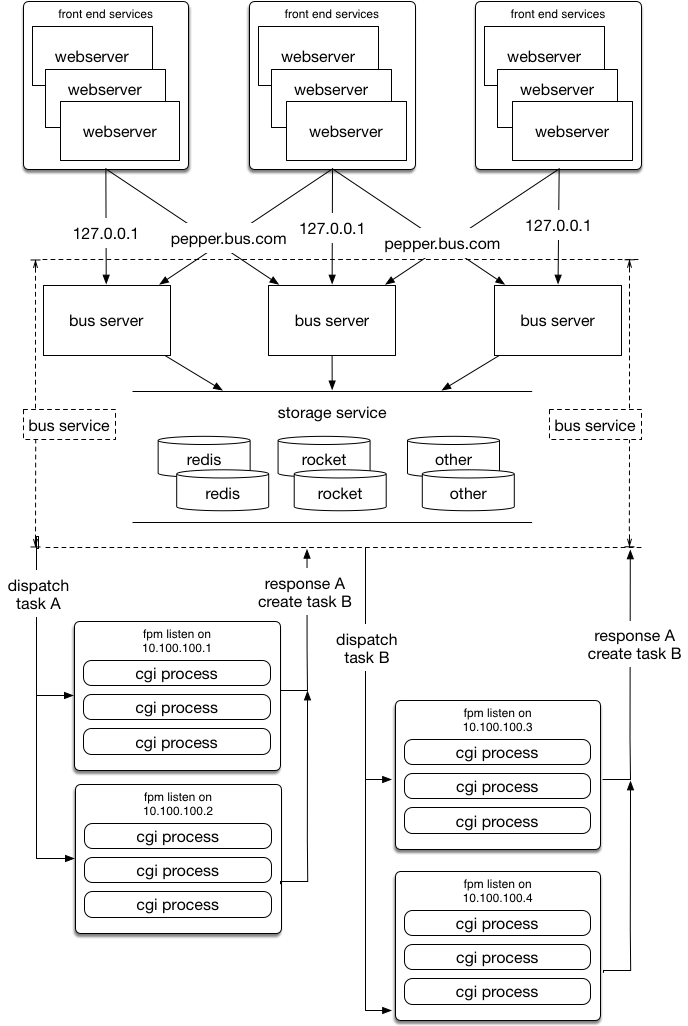 front end services
webserver
webserver
webserver
front end services
webserver
webserver
webserver
front end services
webserver
webserver
webserver
127.0.0.1
pepper.bus.com
127.0.0.1
pepper.bus.com
127.0.0.1
bus server
bus server
bus server
bus service
storage service
bus service
redis
rocket
other
redis
rocket
other
dispatch
task A
response A
create task B
fpm listen on
10.100.100.1
cgi process
cgi process
cgi process
fpm listen on
10.100.100.2
cgi process
cgi process
cgi process
dispatch
task B
response A
create task B
fpm listen on
10.100.100.3
cgi process
cgi process
cgi process
fpm listen on
10.100.100.4
cgi process
cgi process
cgi process